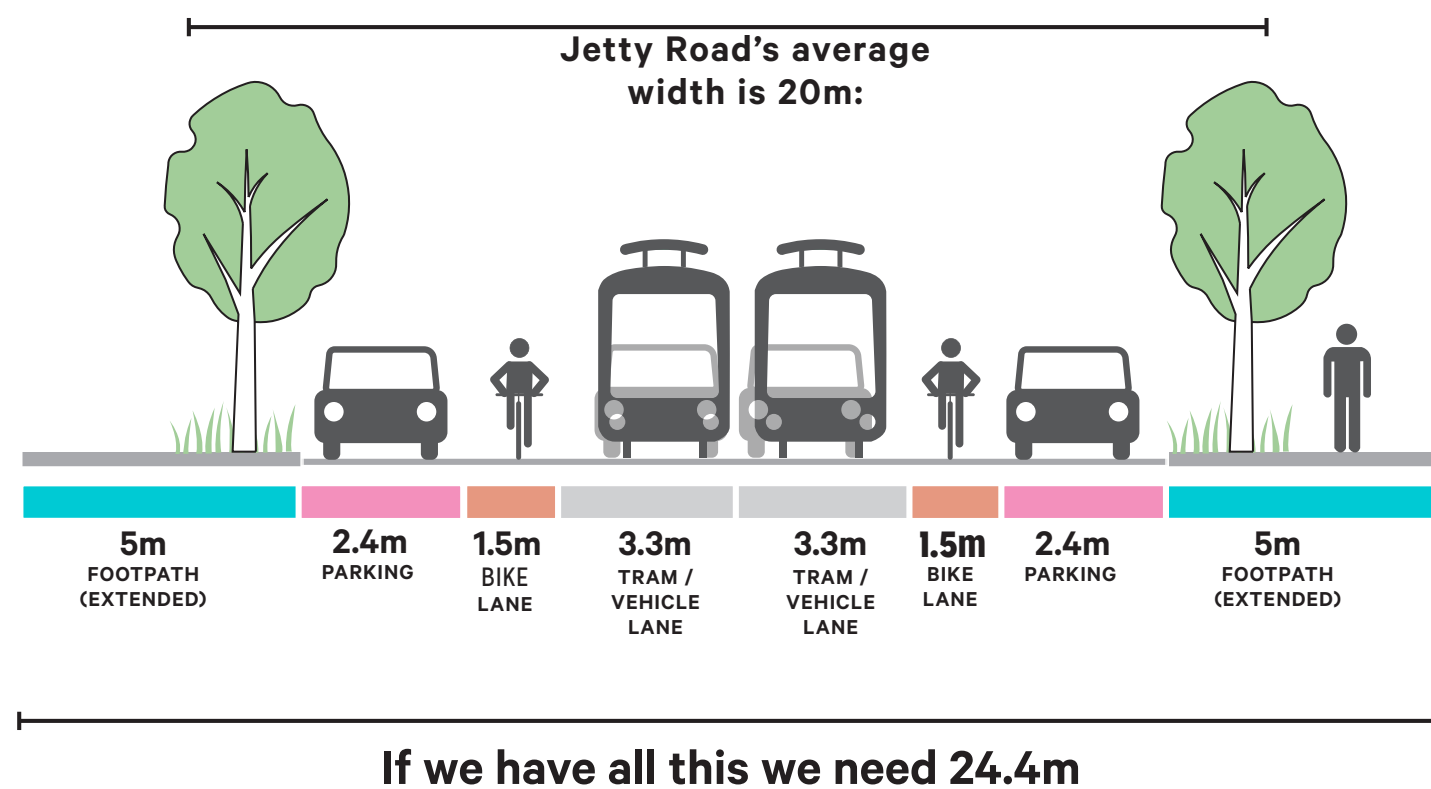 Jetty Road’s average
width is 20m:
5m
FOOTPATH
(EXTENDED)
2.4m
PARKING
1.5m
BIKE
LANE
3.3m
TRAM /
VEHICLE
LANE
3.3m
TRAM /
VEHICLE
LANE
1.5m
BIKE
LANE
2.4m
PARKING
5m
FOOTPATH
(EXTENDED)
If we have all this we need 24.4m